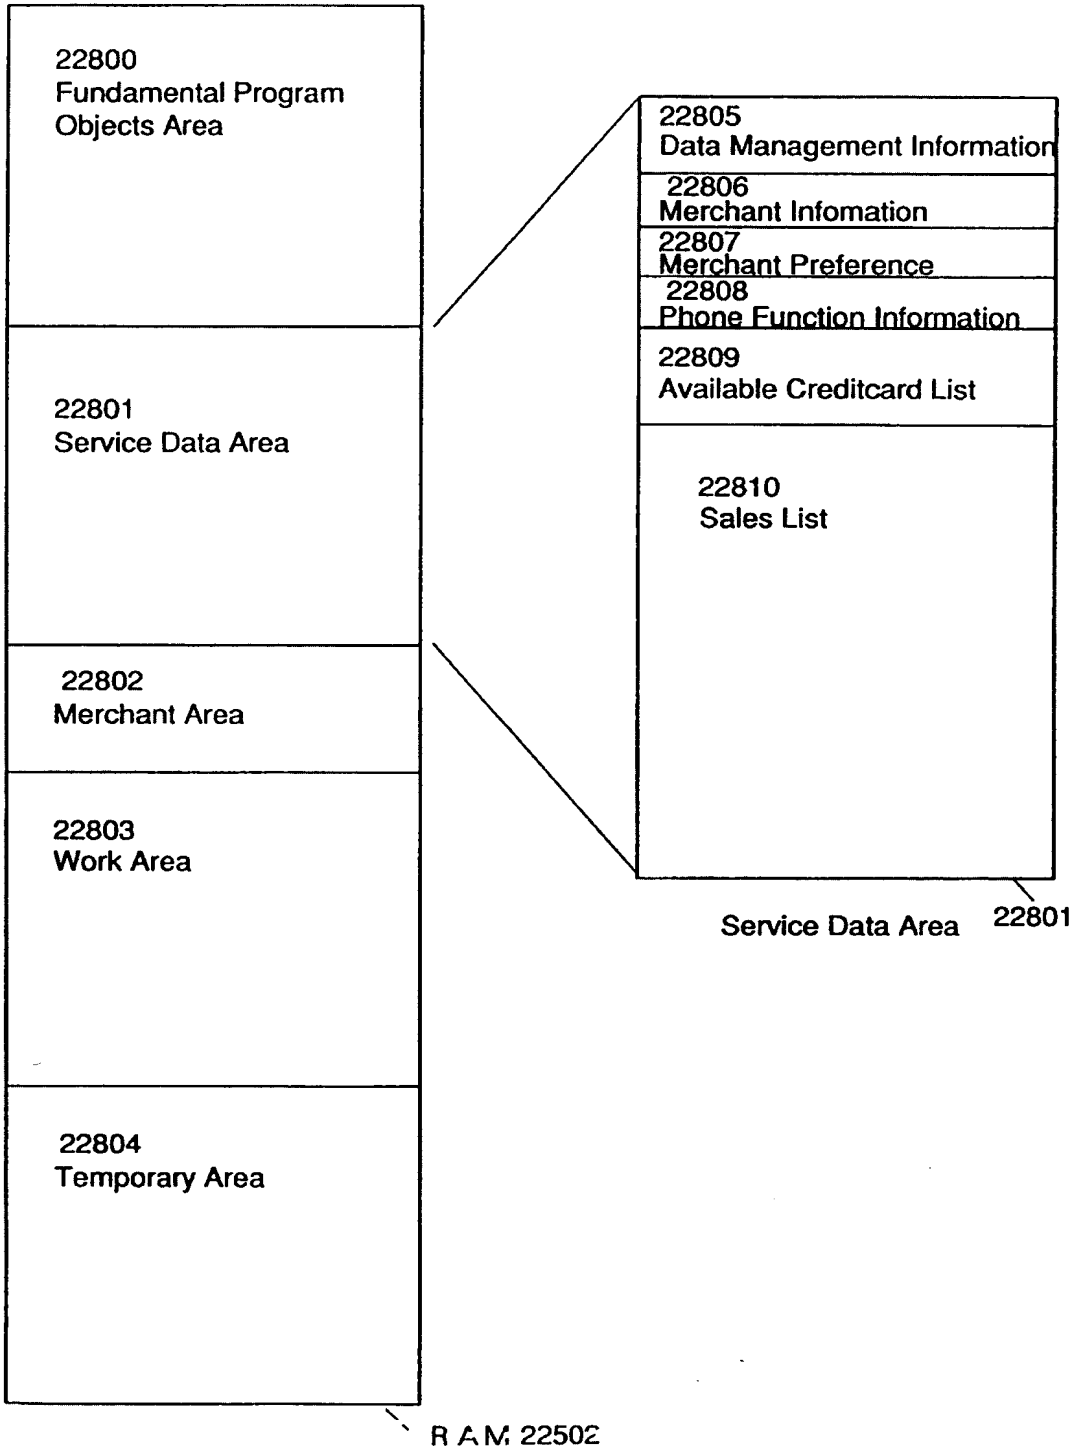 22800
Fundamental Program
Objects Area
22801
Service Data Area
22802
Merchant Area
22803
Work Area
22804
Temporary Area
RAM 22502
22805
Data Management Information
22806
Merchant Infomation
22807
Merchant Preference
22808
Phone Function Information
22809
Available Creditcard List
22810
Sales List
Service Data Area 22801